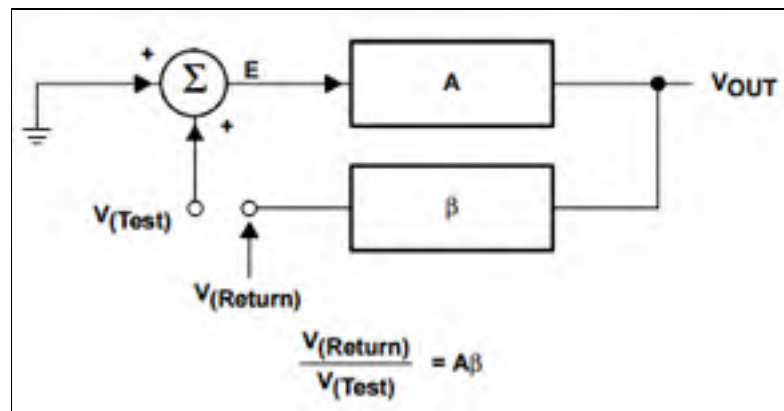 +
Σ
E
A
VOUT
+
V(Test)
β
V(Return)
V(Return)
V(Test)
= Aβ